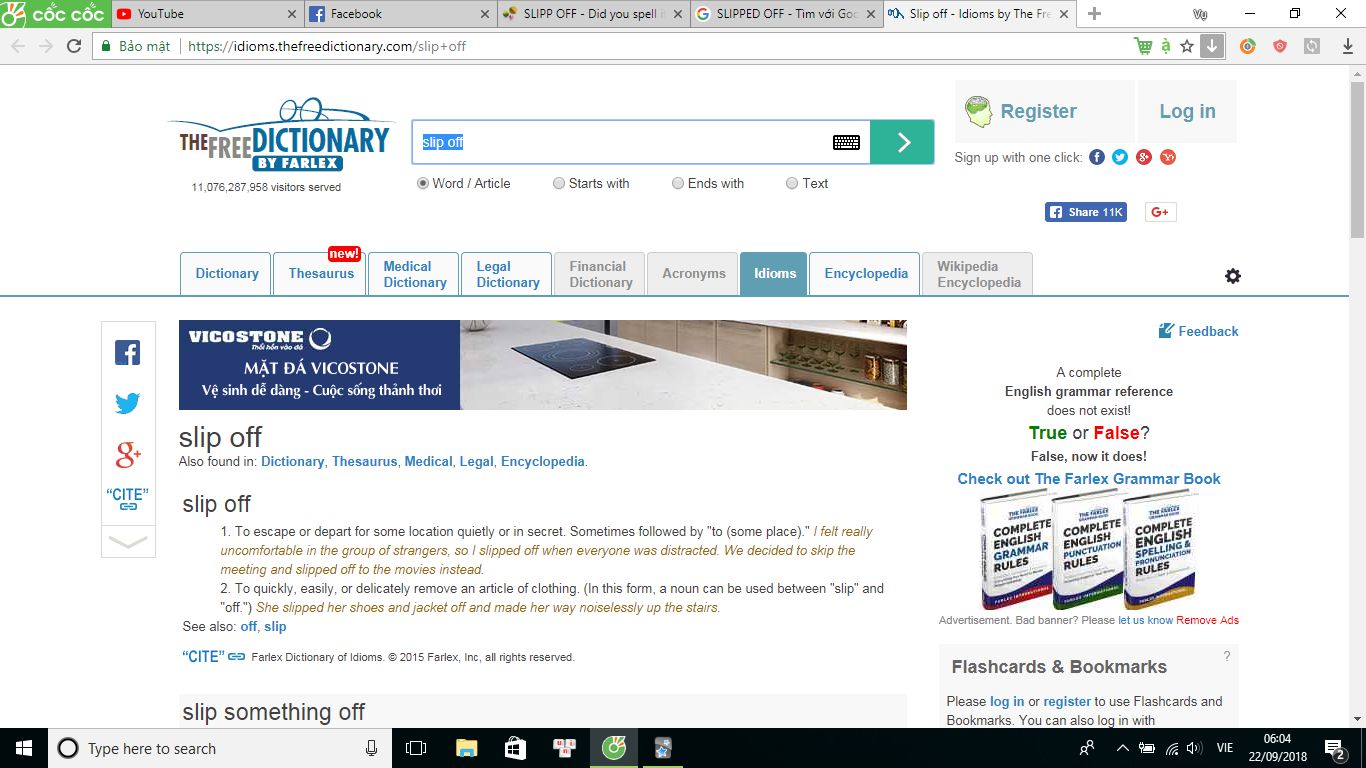 cốc cốc
YouTube
Facebook
SLIPP OFF - Did you spell i
SLIPPED OFF - Tìm với Goo
Slip off - Idioms by The Fre
Vụ
Bảo mật
https://idioms.thefreedictionary.com/slip+off
THEFREEDICTIONARY
BY FARLEX
11,076,287,958 visitors served
slip off
Word / Article
Starts with
Ends with
Text
Register
Log in
Sign up with one click:
Share 11K
G+
new!
Dictionary
Thesaurus
Medical
Dictionary
Legal
Dictionary
Financial
Dictionary
Acronyms
Idioms
Encyclopedia
Wikipedia
Encyclopedia
"CITE"
VICOSTONE
Thổi hồn vào đá
MẶT ĐÁ VICOSTONE
Vệ sinh dễ dàng - Cuộc sống thảnh thơi
slip off
Also found in: Dictionary, Thesaurus, Medical, Legal, Encyclopedia.
slip off
1. To escape or depart for some location quietly or in secret. Sometimes followed by "to (some place)." I felt really
uncomfortable in the group of strangers, so I slipped off when everyone was distracted. We decided to skip the
meeting and slipped off to the movies instead.
2. To quickly, easily, or delicately remove an article of clothing. (In this form, a noun can be used between "slip" and
"off.") She slipped her shoes and jacket off and made her way noiselessly up the stairs.
See also: off, slip
"CITE" Farlex Dictionary of Idioms. © 2015 Farlex, Inc, all rights reserved.
slip something off
Feedback
A complete
English grammar reference
does not exist!
True or False?
False, now it does!
Check out The Farlex Grammar Book
COMPLETE
ENGLISH
GRAMMAR
RULES
COMPLETE
ENGLISH
PUNCTUATION
RULES
COMPLETE
ENGLISH
SPELLING &
PRONUNCIATION
RULES
Advertisement. Bad banner? Please let us know Remove Ads
Flashcards & Bookmarks
?
Please log in or register to use Flashcards and
Bookmarks. You can also log in with
Type here to search
VIE
06:04
22/09/2018
2